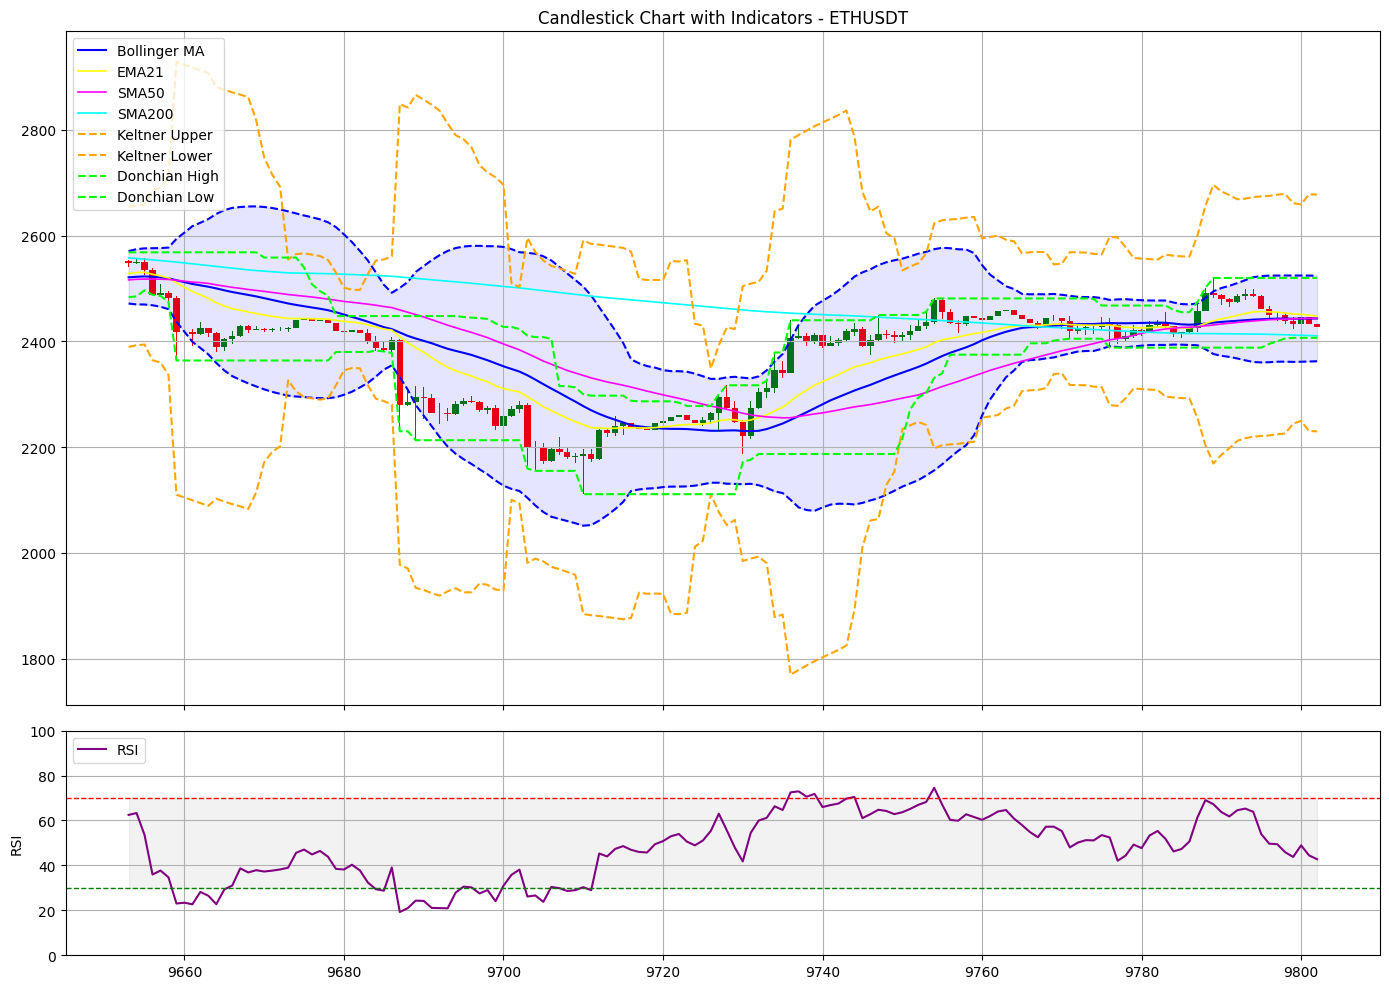 Candlestick Chart with Indicators - ETHUSDT
Bollinger MA
EMA21
SMA50
SMA200
Keltner Upper
Keltner Lower
Donchian High
Donchian Low
2800
2600
2400
2200
2000
1800
RSI
100
80
60
40
20
0
RSI
9660 9680 9700 9720 9740 9760 9780 9800